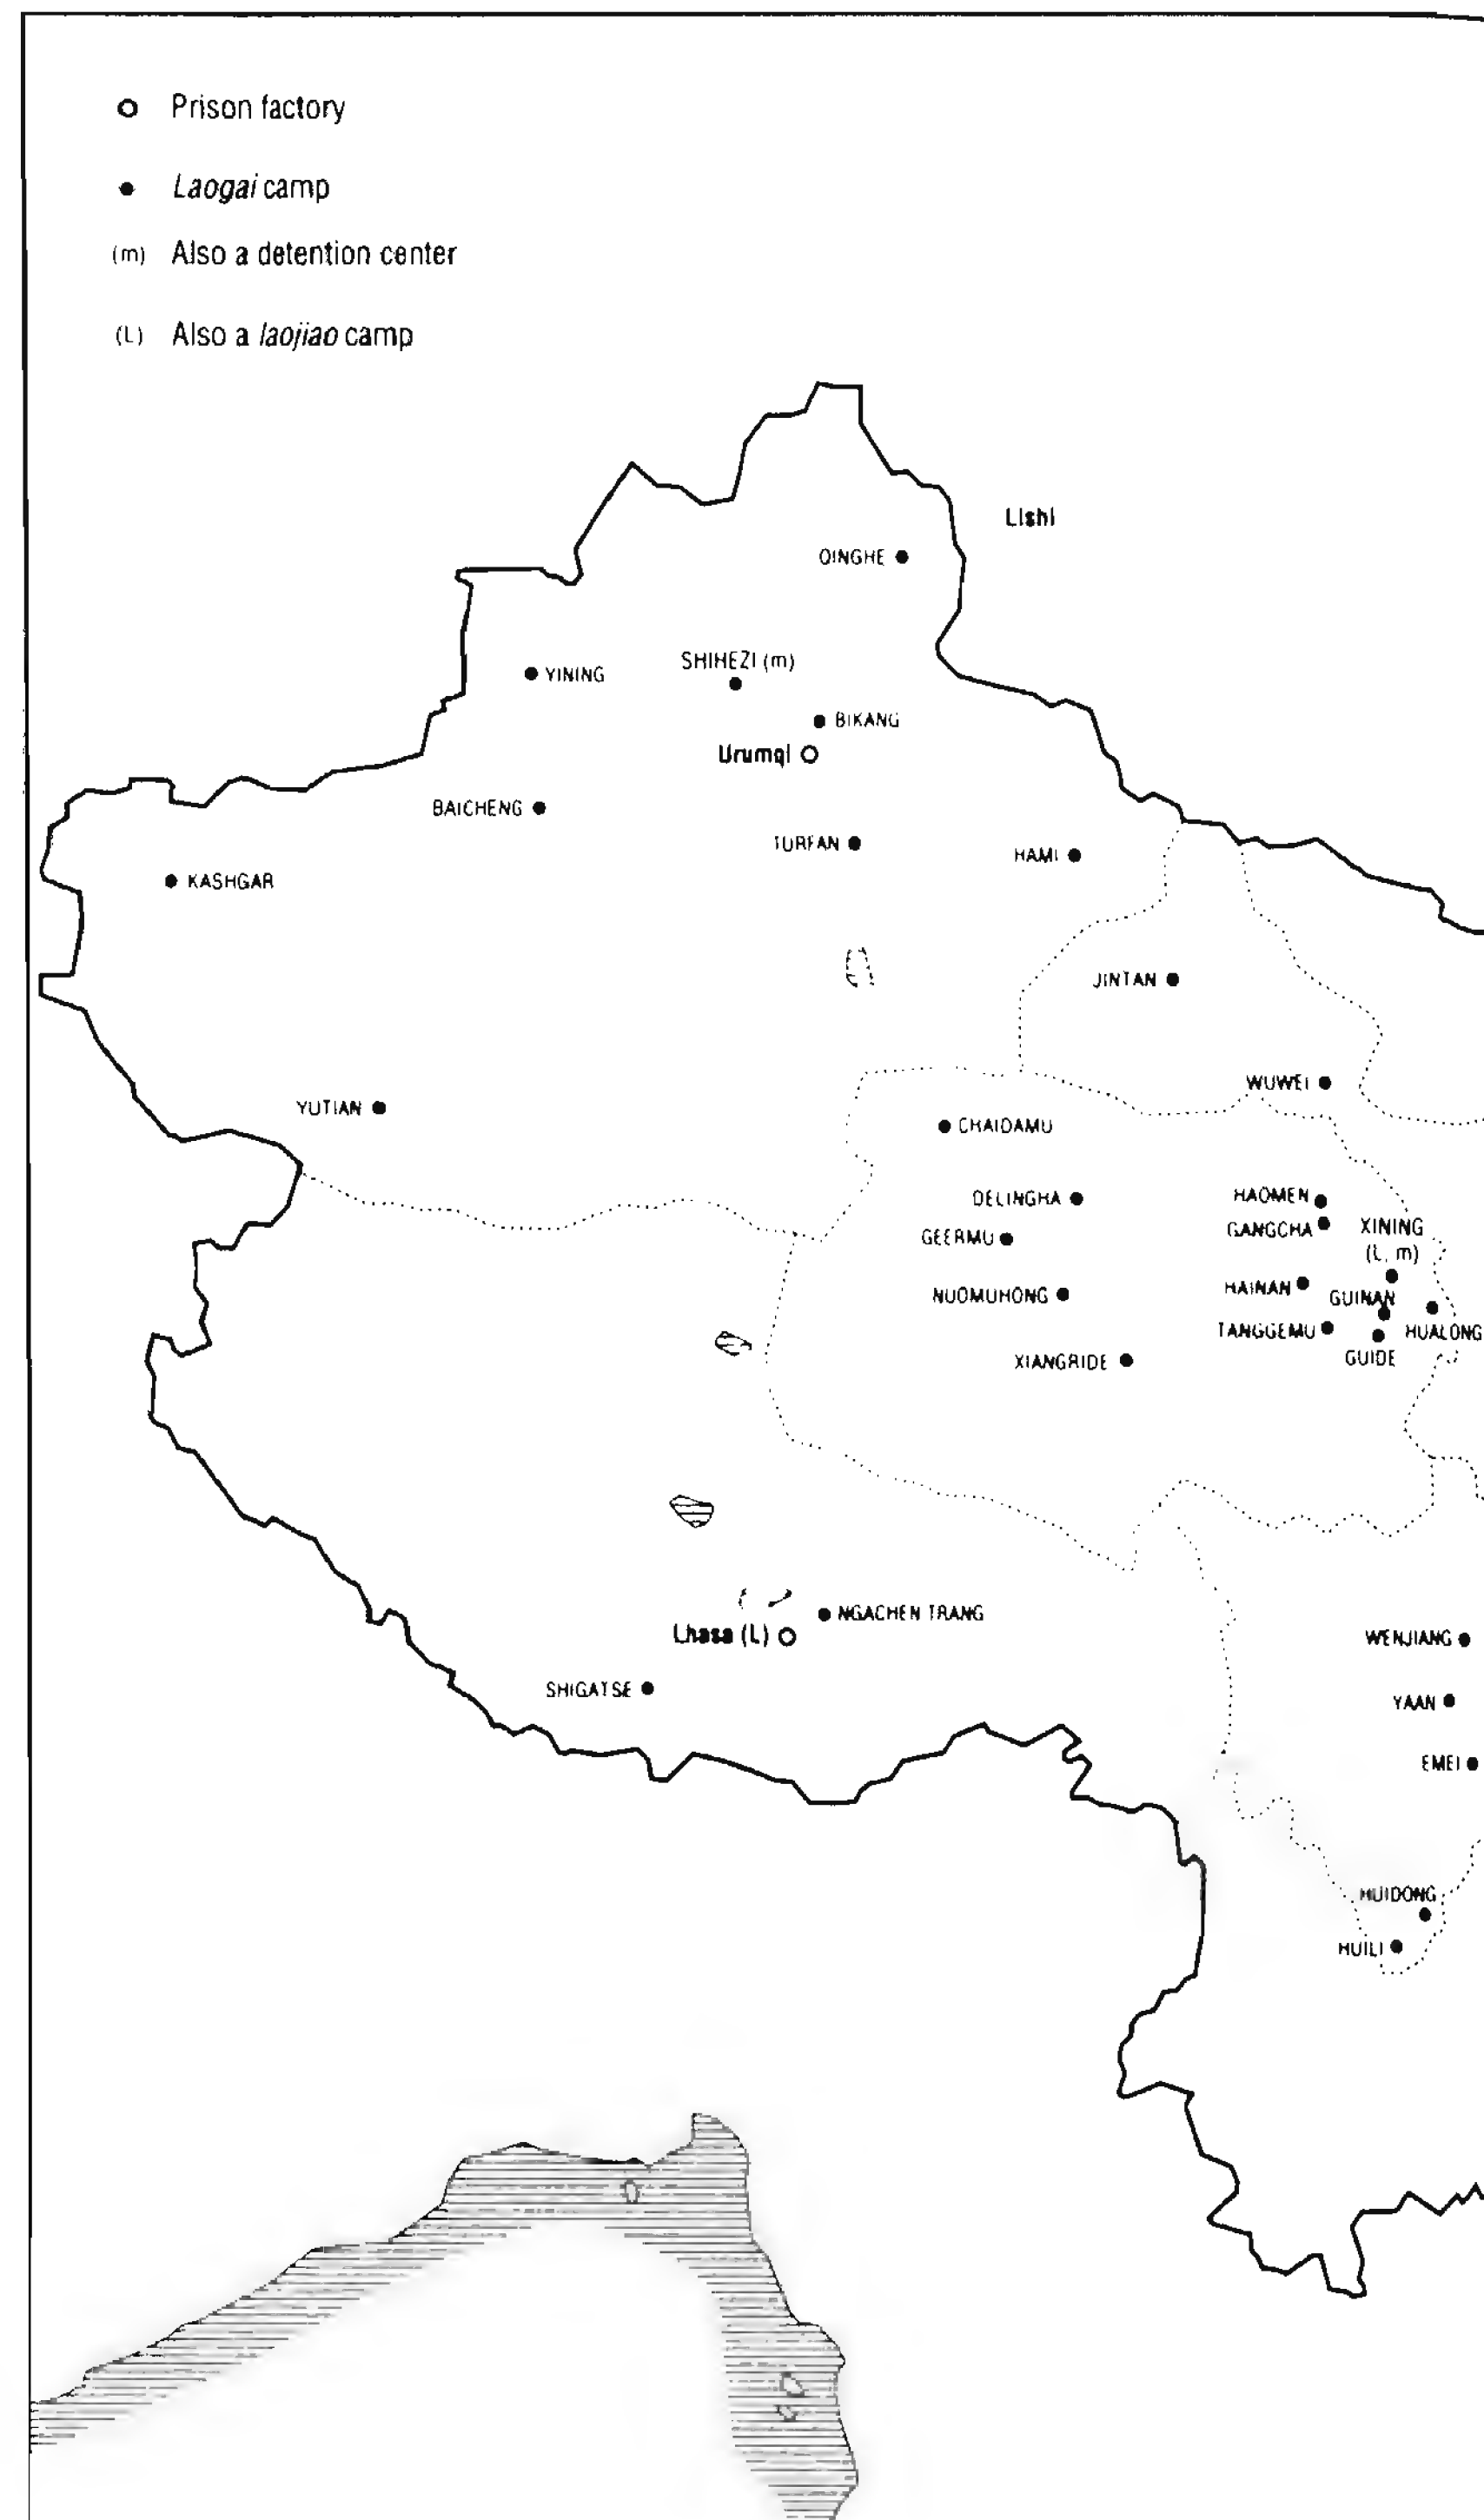 Prison factory
Laogai camp
(m) Also a detention center
(L) Also a laojiao camp
Lishi
QINGHE
SHIHEZI (m)
YINING
BIKANG
Urumqi
BAICHENG
TURFAN
HAMI
KASHGAR
JINTAN
WUWEI
YUTIAN
CHAIDAMU
DELINGHA
HAOMEN
GEERMU
GANGCHA
XINING
(L, m)
NUOMUHONG
HAINAN
GUINAN
TANGGEMU
HUALONG
XIANGRIDE
GUIDE
NGACHEN TRANG
Lhasa (L)
WENJIANG
SHIGATSE
YAAN
EMEI
HUIDONG
HUILI